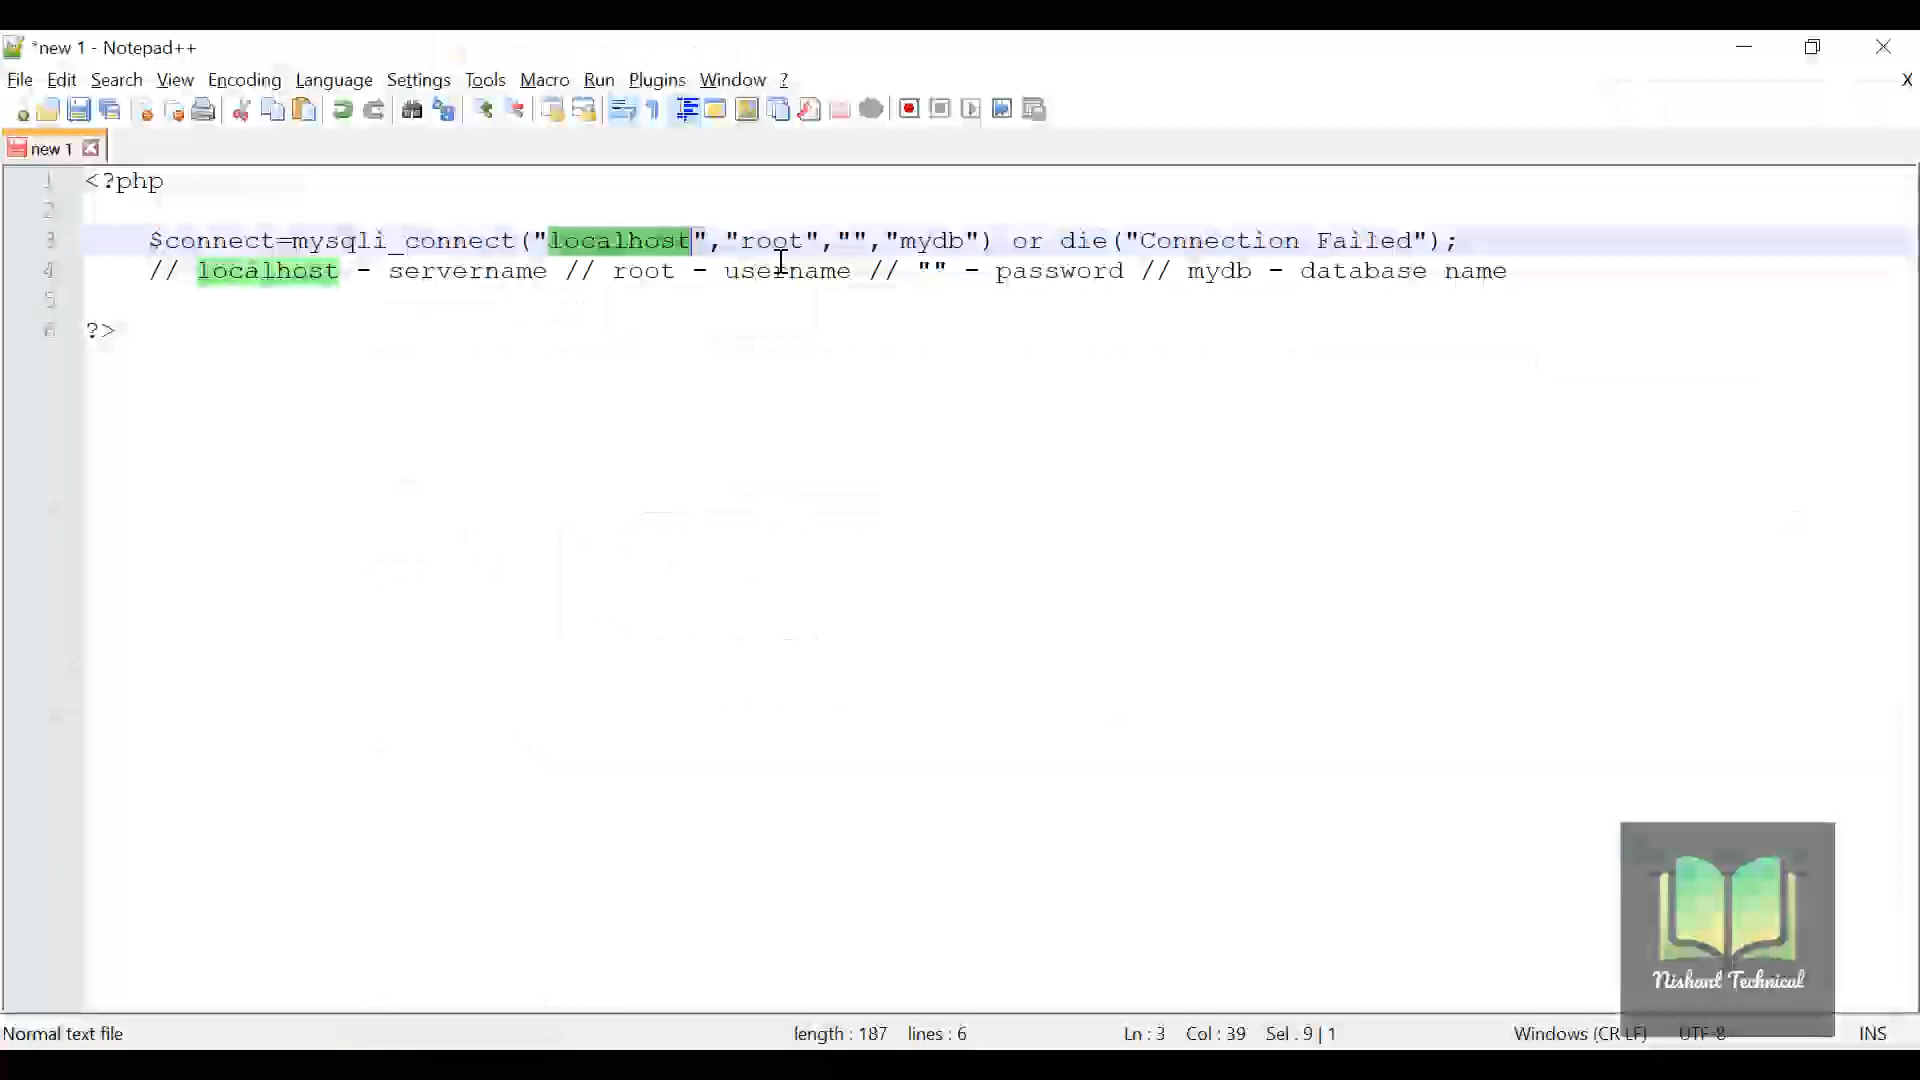 *new 1 - Notepad++
File Edit Search View Encoding Language Settings Tools Macro Run Plugins Window ? X
new 1
1 <?php
2
3 $connect=mysqli_connect("localhost","root","","mydb") or die("Connection Failed");
4 // localhost - servername // root - username // "" - password // mydb - database name
5
6 ?>
Nishant Technical
Normal text file length : 187 lines : 6 Ln : 3 Col : 39 Sel : 9 | 1 Windows (CR LF) UTF-8 INS